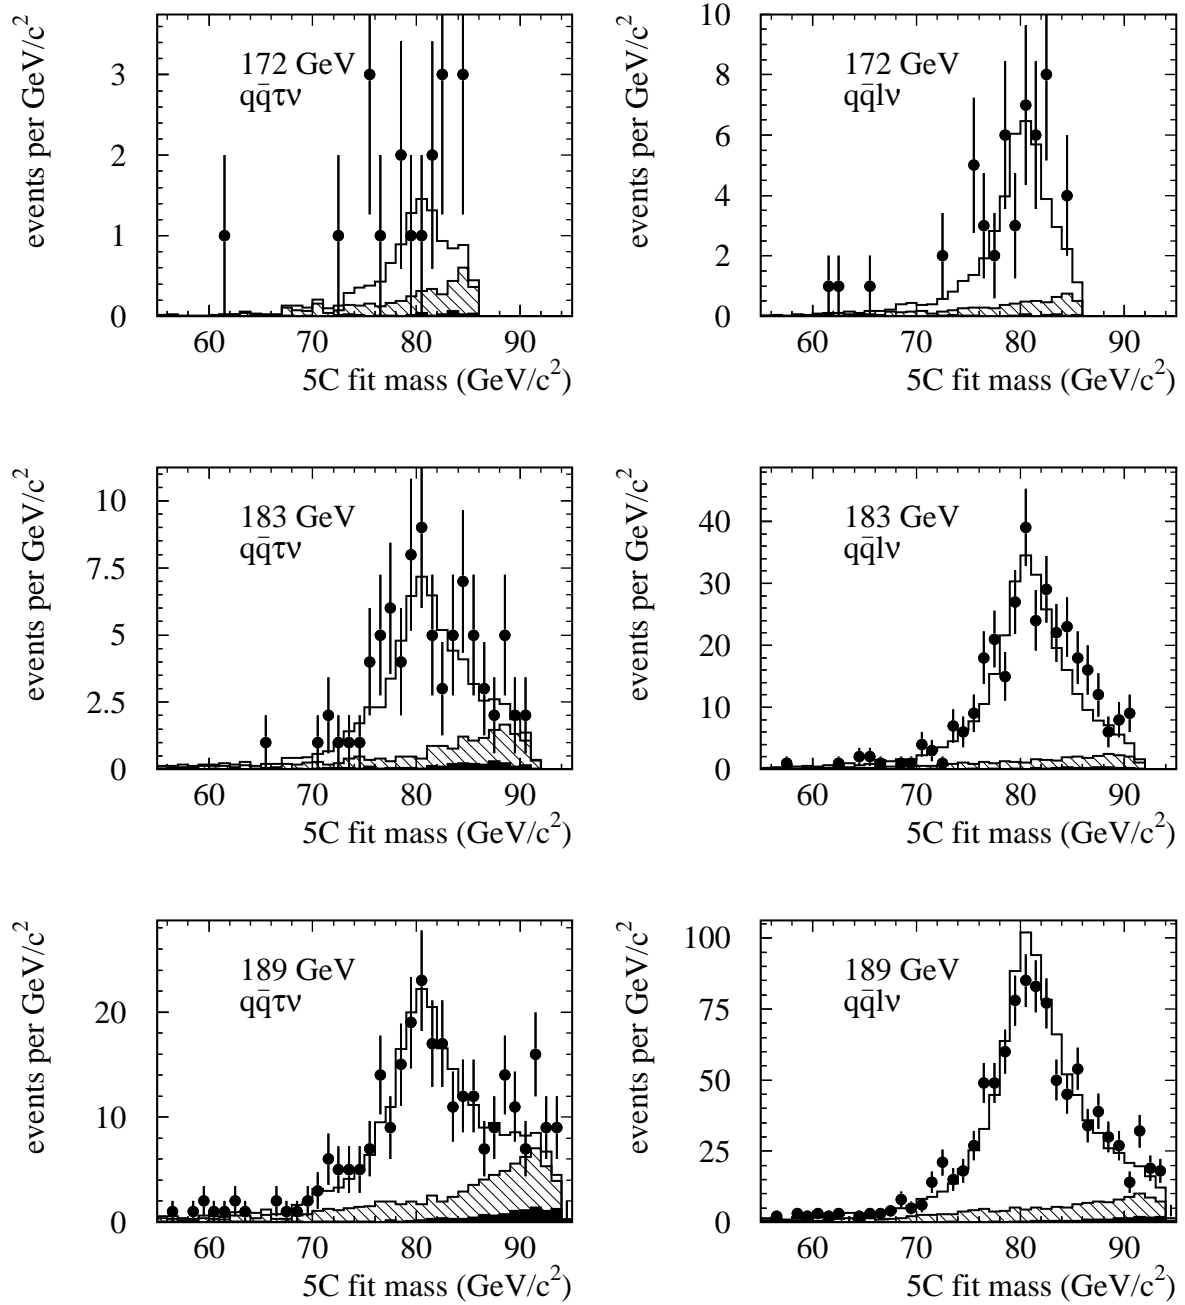 events per GeV/c²
172 GeV
qq̄τν
3
2
1
0
60 70 80 90
5C fit mass (GeV/c²)
events per GeV/c²
172 GeV
qq̄lν
10
8
6
4
2
0
60 70 80 90
5C fit mass (GeV/c²)
events per GeV/c²
183 GeV
qq̄τν
10
7.5
5
2.5
0
60 70 80 90
5C fit mass (GeV/c²)
events per GeV/c²
183 GeV
qq̄lν
40
30
20
10
0
60 70 80 90
5C fit mass (GeV/c²)
events per GeV/c²
189 GeV
qq̄τν
20
10
0
60 70 80 90
5C fit mass (GeV/c²)
events per GeV/c²
189 GeV
qq̄lν
100
75
50
25
0
60 70 80 90
5C fit mass (GeV/c²)